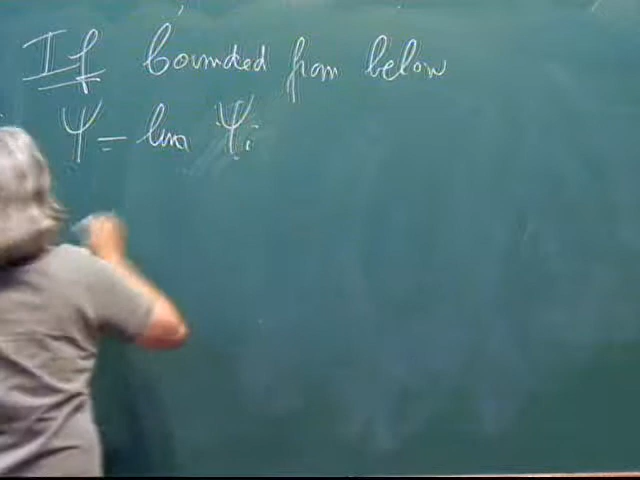 If bounded from below
Ψ = lim Ψi